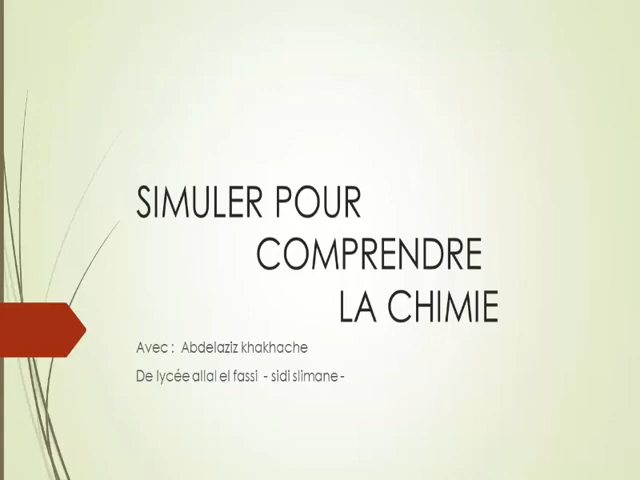 SIMULER POUR
COMPRENDRE
LA CHIMIE
Avec : Abdelaziz khakhache
De lycée allal el fassi - sidi slimane -